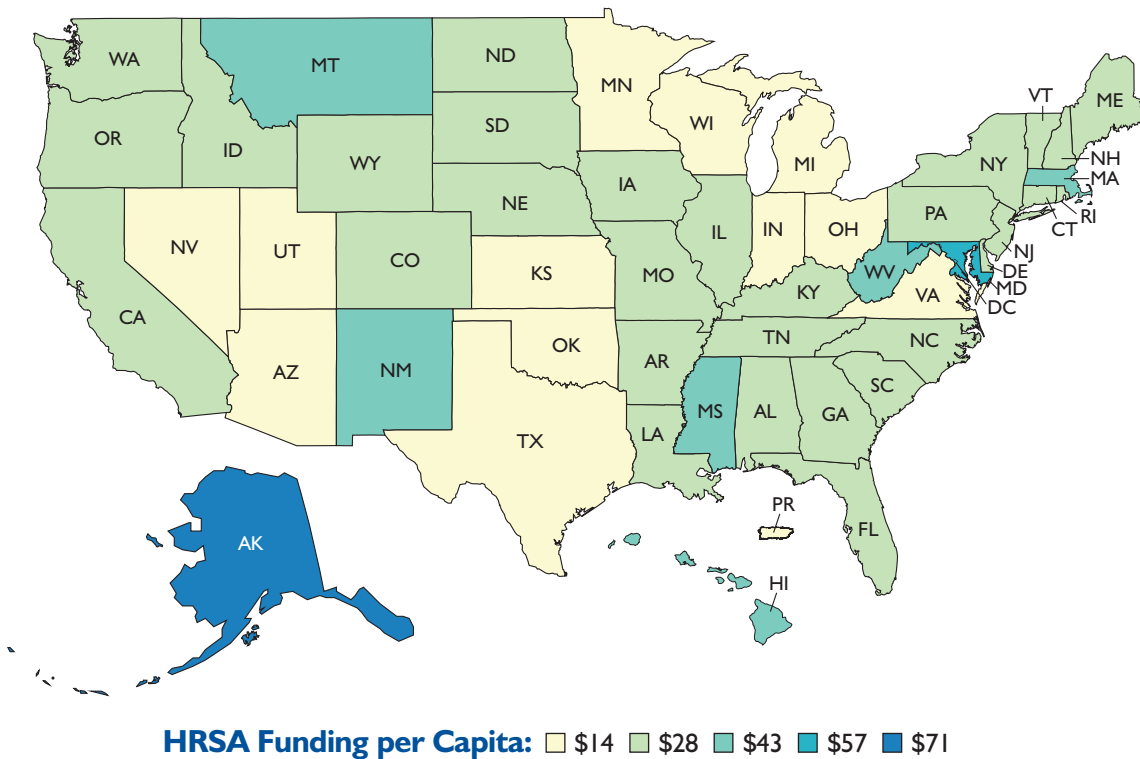 WA
MT
ND
MN
VT
ME
OR
ID
SD
WI
MI
NY
NH
MA
WY
IA
NE
PA
RI
CT
NV
UT
CO
KS
MO
IL
IN
OH
NJ
DE
MD
DC
WV
VA
KY
CA
AZ
NM
OK
AR
TN
NC
SC
TX
LA
MS
AL
GA
FL
PR
AK
HI
HRSA Funding per Capita: $14 $28 $43 $57 $71